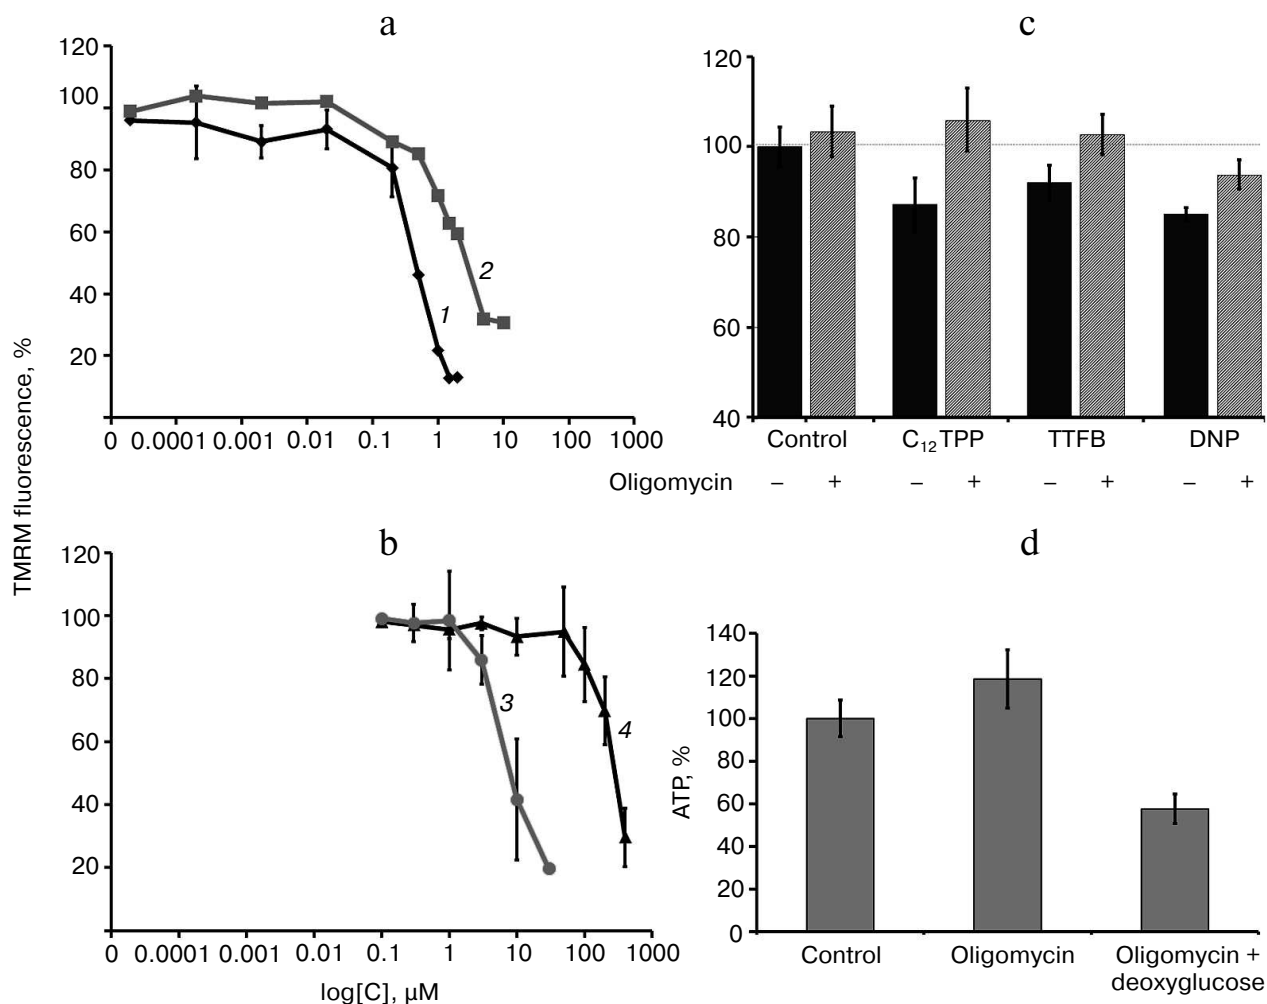 a
120
100
80
60
40
20
0 0.0001 0.001 0.01 0.1 1 10 100 1000
1
2
TMRM fluorescence, %
c
120
100
80
60
40
Control C₁₂TPP TTFB DNP
Oligomycin – + – + – + – +
b
120
100
80
60
40
20
0 0.0001 0.001 0.01 0.1 1 10 100 1000
3
4
log[C], μM
d
140
120
100
80
60
40
20
0
ATP, %
Control Oligomycin Oligomycin +
deoxyglucose